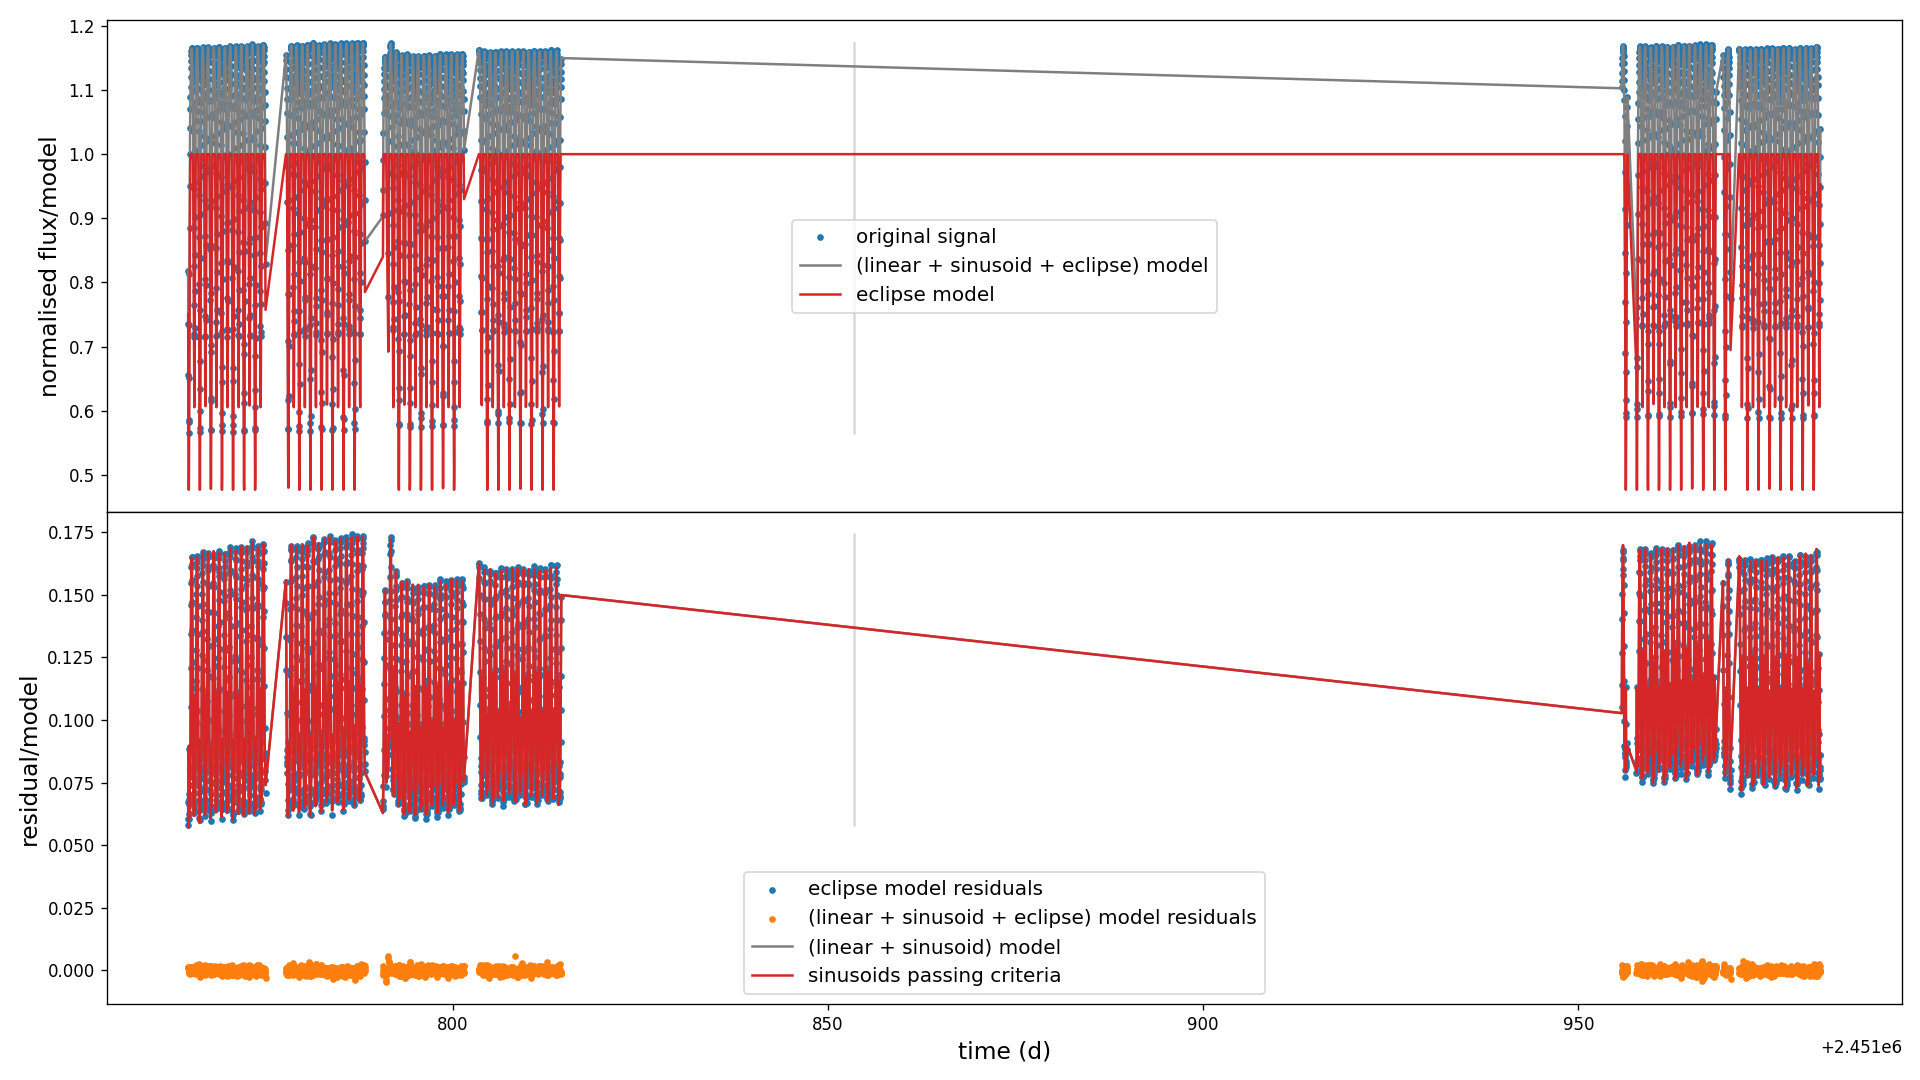 1.2
1.1
1.0
0.9
0.8
0.7
0.6
0.5
normalised flux/model
original signal
(linear + sinusoid + eclipse) model
eclipse model
0.175
0.150
0.125
0.100
0.075
0.050
0.025
0.000
residual/model
eclipse model residuals
(linear + sinusoid + eclipse) model residuals
(linear + sinusoid) model
sinusoids passing criteria
800
850
900
950
time (d)
+2.451e6